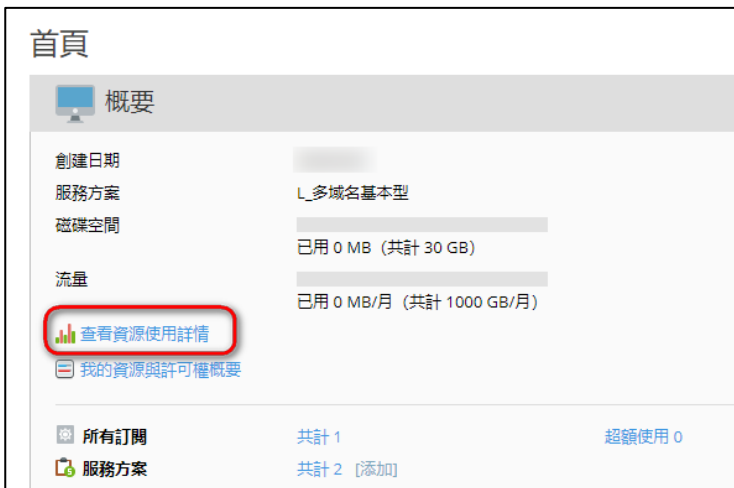 首頁
概要
創建日期
服務方案 L_多域名基本型
磁碟空間
已用 0 MB（共計 30 GB）
流量
已用 0 MB/月（共計 1000 GB/月）
查看資源使用詳情
我的資源與許可權概要
所有訂閱 共計 1 超額使用 0
服務方案 共計 2 [添加]